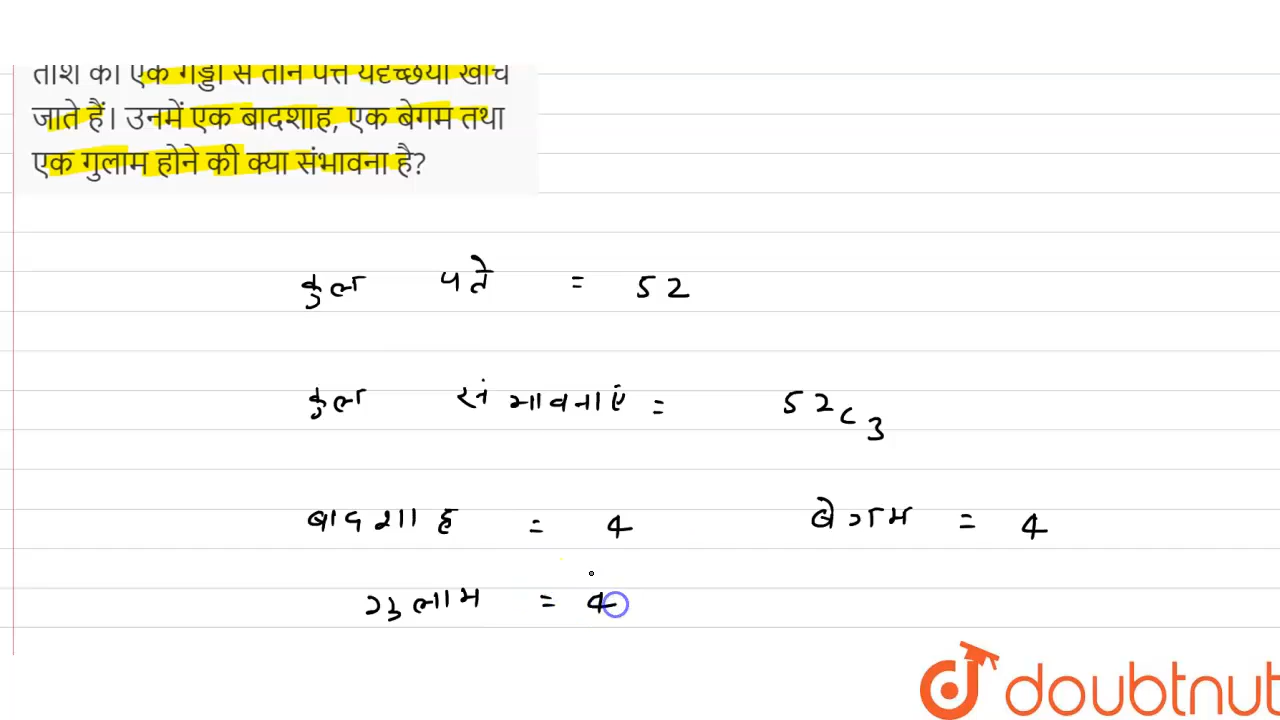 ताश की एक गड्डी से तीन पत्ते यदृच्छया खींचे
जाते हैं। उनमें एक बादशाह, एक बेगम तथा
एक गुलाम होने की क्या संभावना है?
कुल पत्ते = 52
कुल संभावनाएं = 52c3
बादशाह = 4 बेगम = 4
गुलाम = 4
doubtnut